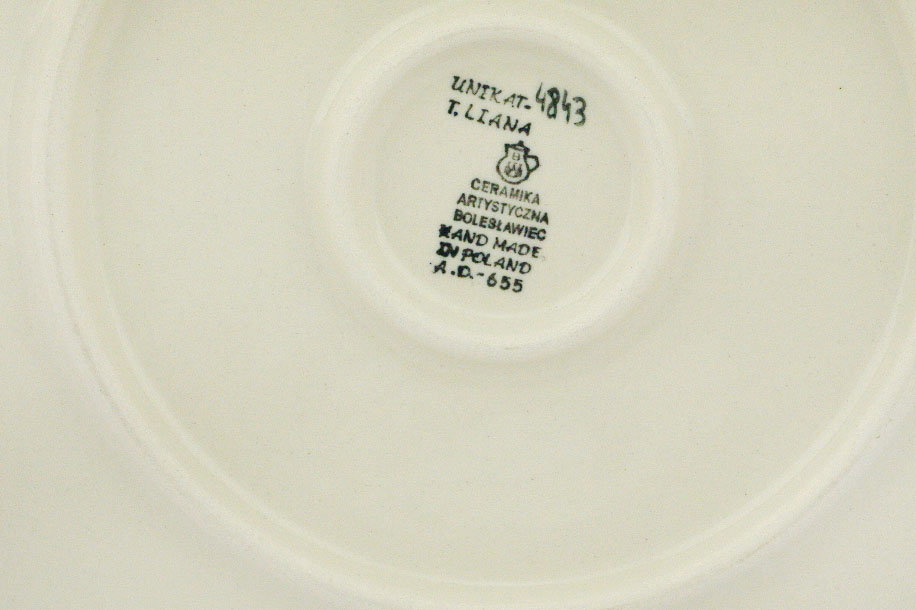 UNIKAT-4843
T. LIANA
CERAMIKA
ARTYSTYCZNA
BOLESŁAWIEC
HAND MADE
IN POLAND
A.D.-655